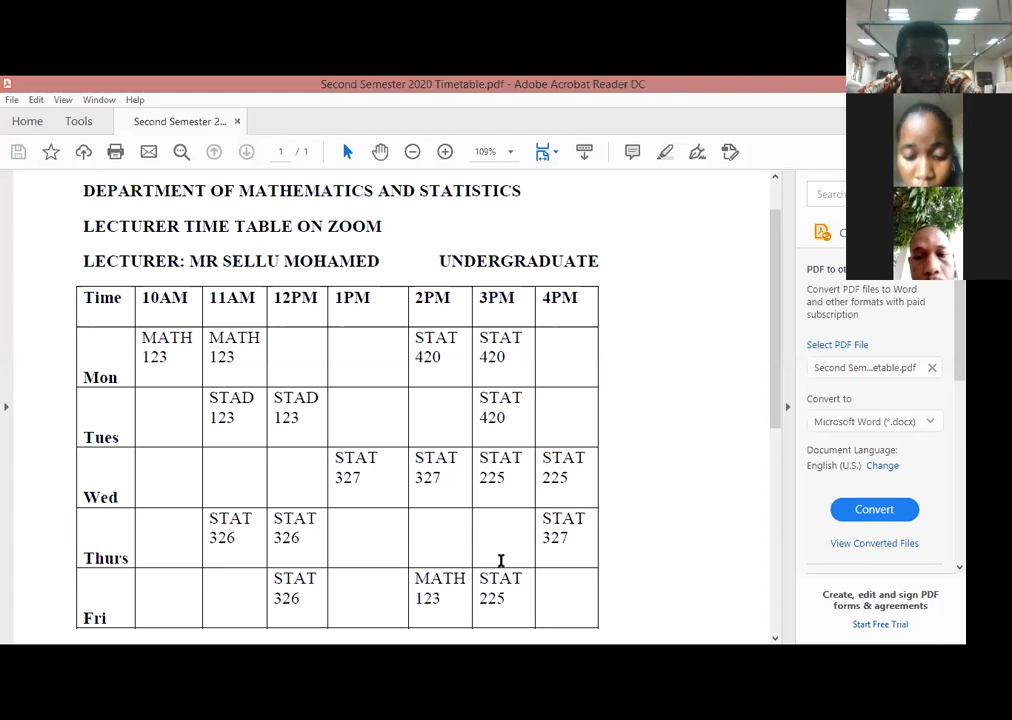 Second Semester 2020 Timetable.pdf - Adobe Acrobat Reader DC
File Edit View Window Help
Home Tools Second Semester 2... ×
1 / 1 109%
DEPARTMENT OF MATHEMATICS AND STATISTICS
LECTURER TIME TABLE ON ZOOM
LECTURER: MR SELLU MOHAMED UNDERGRADUATE
Time 10AM 11AM 12PM 1PM 2PM 3PM 4PM
MATH MATH STAT STAT
123 123 420 420
Mon
STAD STAD STAT
123 123 420
Tues
STAT STAT STAT STAT
327 327 225 225
Wed
STAT STAT STAT
326 326 327
Thurs
STAT MATH STAT
326 123 225
Fri
Search
PDF to
Convert PDF files to Word
and other formats with paid
subscription
Select PDF File
Second Sem...etable.pdf
Convert to
Microsoft Word (*.docx)
Document Language:
English (U.S.) Change
Convert
View Converted Files
Create, edit and sign PDF
forms & agreements
Start Free Trial